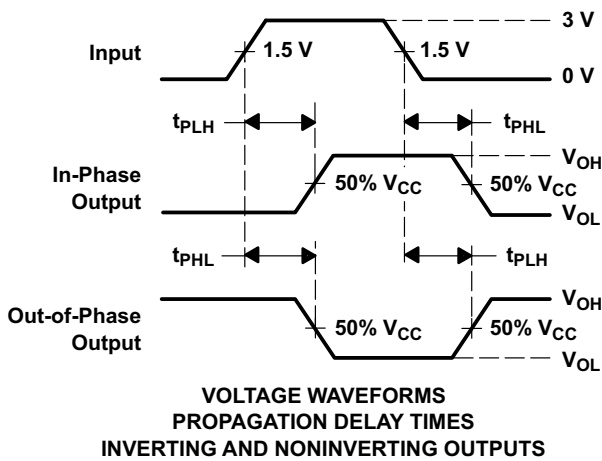 3 V
Input 1.5 V 1.5 V
0 V
tPLH tPHL
VOH
In-Phase
Output
50% VCC 50% VCC
VOL
tPHL tPLH
VOH
Out-of-Phase
Output
50% VCC 50% VCC
VOL
VOLTAGE WAVEFORMS
PROPAGATION DELAY TIMES
INVERTING AND NONINVERTING OUTPUTS